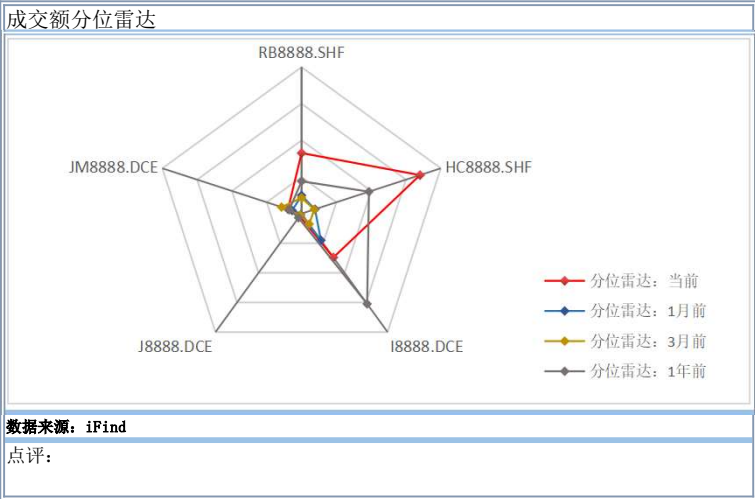 成交额分位雷达
RB8888.SHF
JM8888.DCE
HC8888.SHF
J8888.DCE
I8888.DCE
分位雷达：当前
分位雷达：1月前
分位雷达：3月前
分位雷达：1年前
数据来源：iFind
点评：